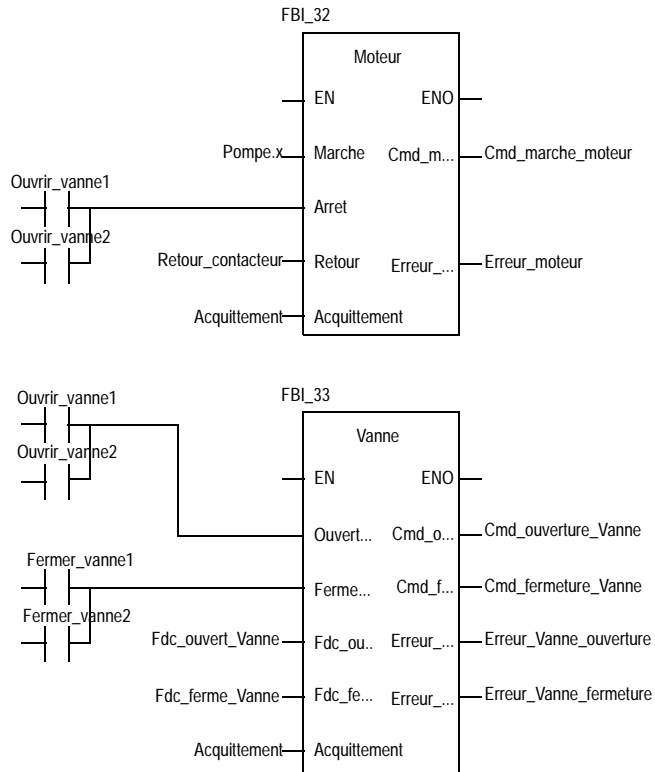 FBI_32
Moteur
EN ENO
Pompe.x Marche Cmd_m... Cmd_marche_moteur
Ouvrir_vanne1
Arret
Ouvrir_vanne2
Retour_contacteur Retour Erreur_... Erreur_moteur
Acquittement Acquittement
FBI_33
Ouvrir_vanne1
Vanne
Ouvrir_vanne2
EN ENO
Ouvert... Cmd_o... Cmd_ouverture_Vanne
Fermer_vanne1
Ferme... Cmd_f... Cmd_fermeture_Vanne
Fermer_vanne2
Fdc_ouvert_Vanne Fdc_ou.. Erreur_... Erreur_Vanne_ouverture
Fdc_ferme_Vanne Fdc_fe... Erreur_... Erreur_Vanne_fermeture
Acquittement Acquittement